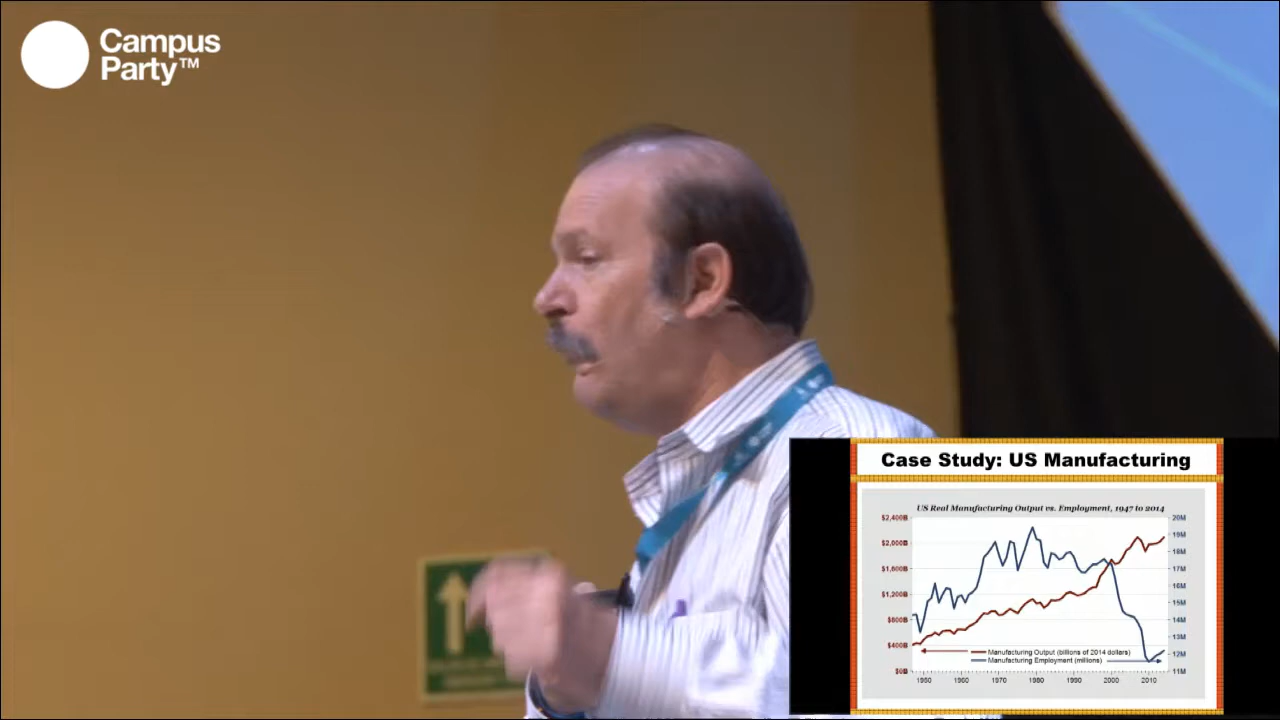 Campus
Party™
Case Study: US Manufacturing
US Real Manufacturing Output vs. Employment, 1947 to 2014
$2,400B
20M
19M
$2,000B
18M
17M
$1,600B
16M
$1,200B
15M
$800B
14M
13M
$400B
Manufacturing Output (billions of 2014 dollars)
12M
Manufacturing Employment (millions)
$0B
11M
1950 1960 1970 1980 1990 2000 2010